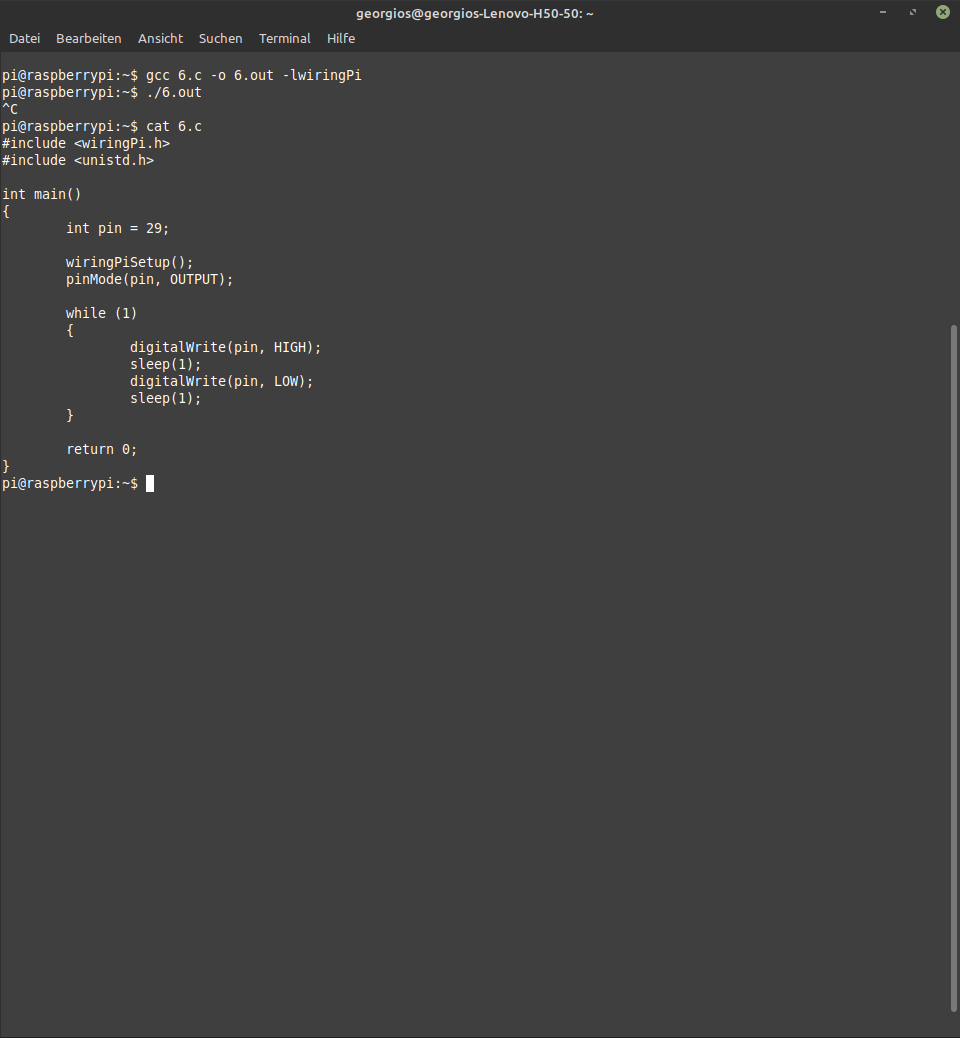 georgios@georgios-Lenovo-H50-50: ~
Datei Bearbeiten Ansicht Suchen Terminal Hilfe
pi@raspberrypi:~$ gcc 6.c -o 6.out -lwiringPi
pi@raspberrypi:~$ ./6.out
^C
pi@raspberrypi:~$ cat 6.c
#include <wiringPi.h>
#include <unistd.h>

int main()
{
        int pin = 29;

        wiringPiSetup();
        pinMode(pin, OUTPUT);

        while (1)
        {
                digitalWrite(pin, HIGH);
                sleep(1);
                digitalWrite(pin, LOW);
                sleep(1);
        }

        return 0;
}
pi@raspberrypi:~$